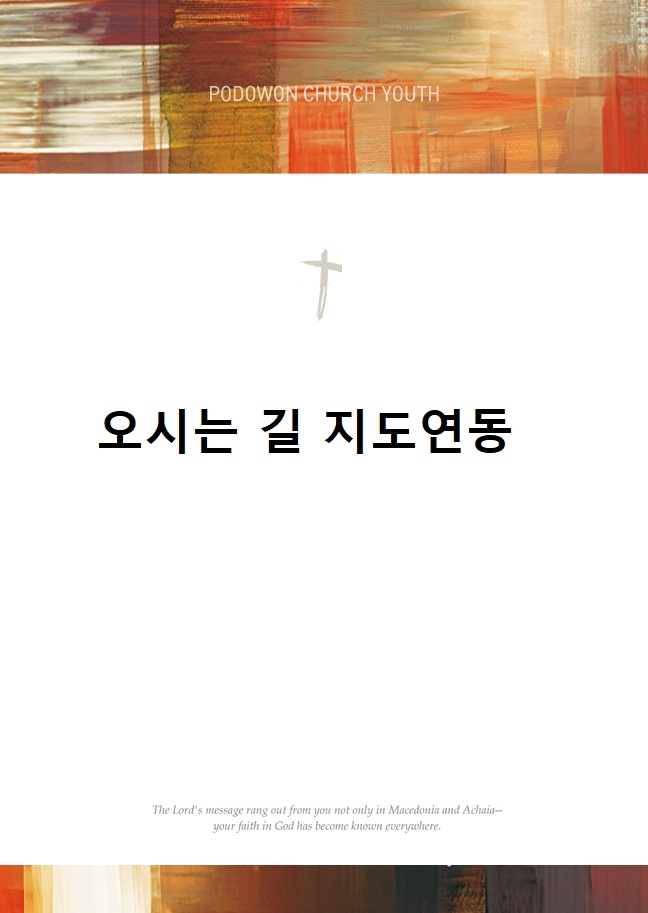 PODOWON CHURCH YOUTH
오시는 길 지도연동
The Lord's message rang out from you not only in Macedonia and Achaia--
your faith in God has become known everywhere.